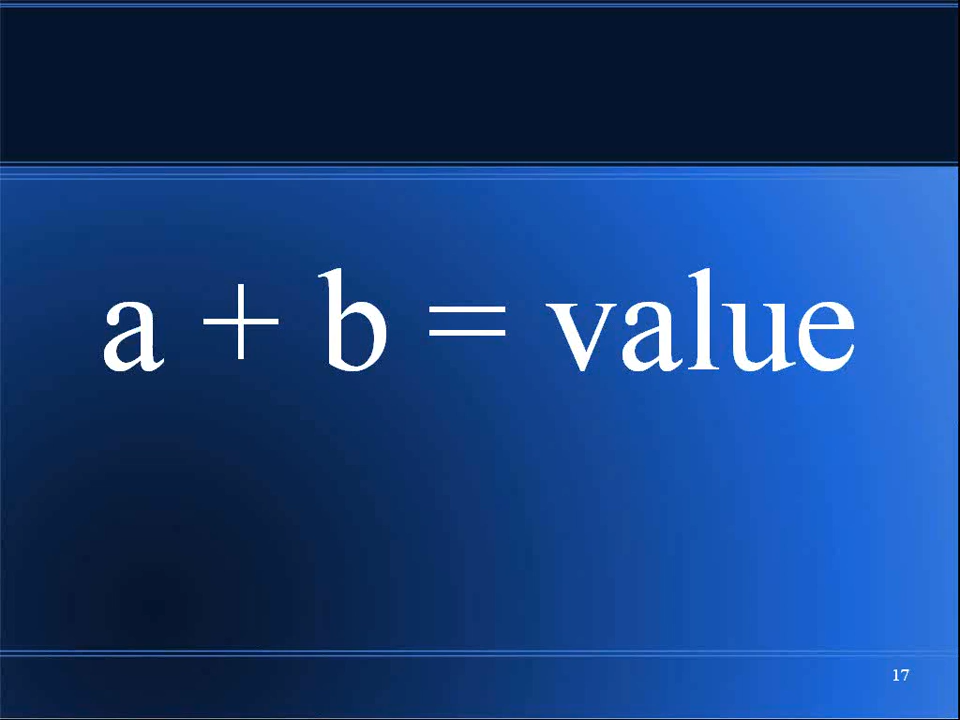 a + b = value
17